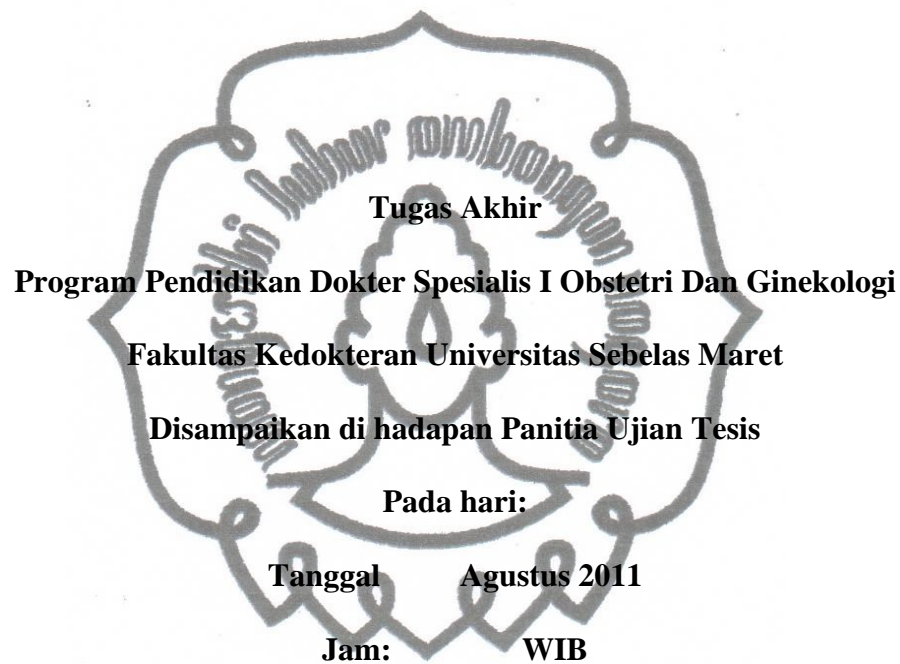 Tugas Akhir
Program Pendidikan Dokter Spesialis I Obstetri Dan Ginekologi
Fakultas Kedokteran Universitas Sebelas Maret
Disampaikan di hadapan Panitia Ujian Tesis
Pada hari:
Tanggal Agustus 2011
Jam: WIB